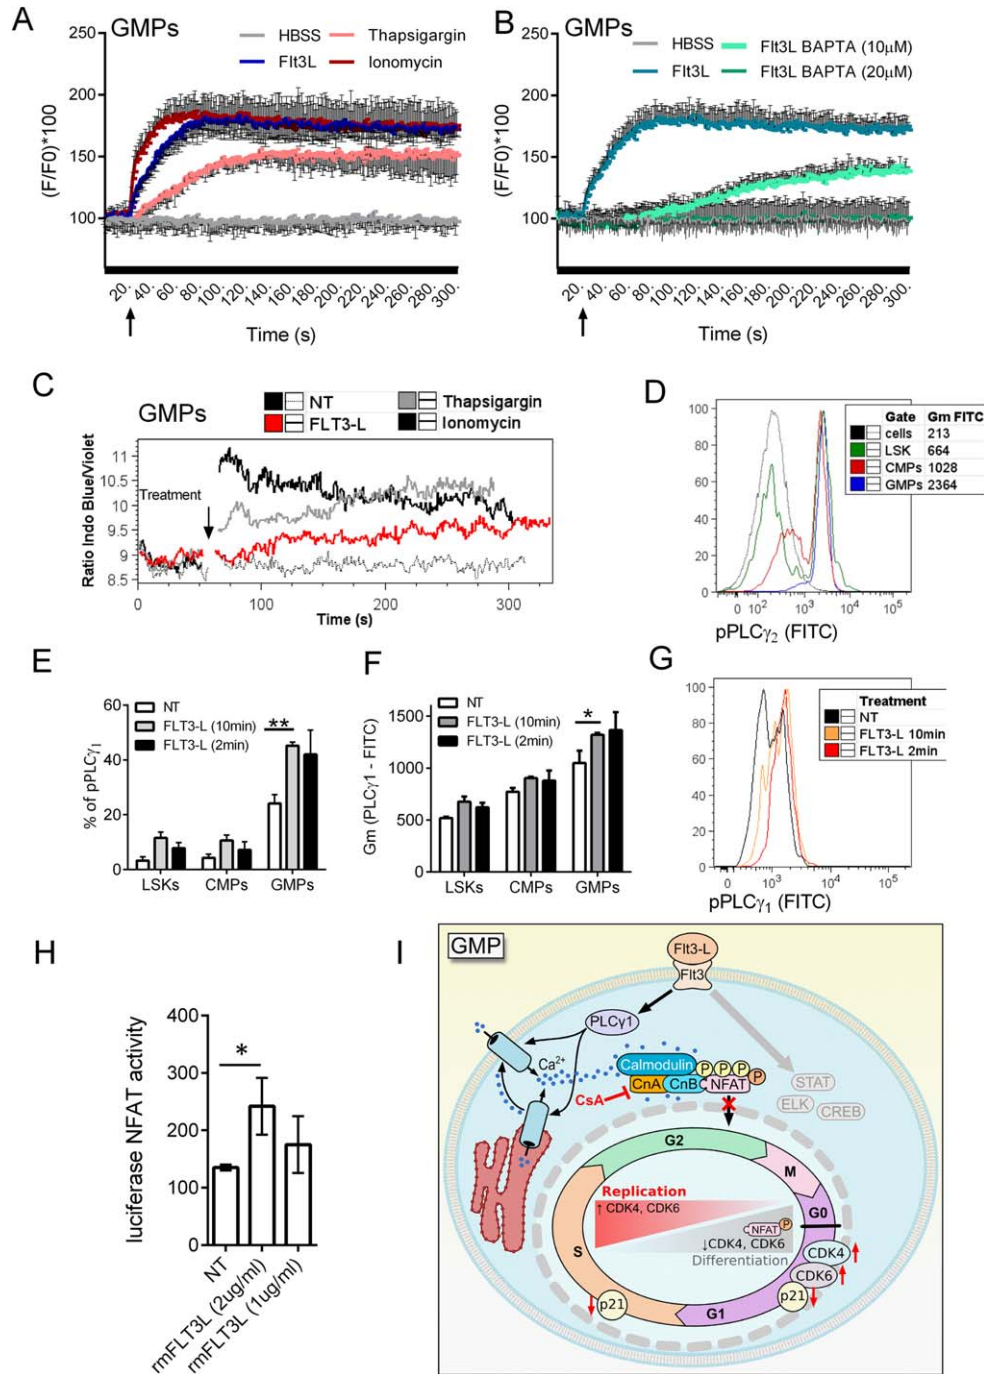 A
GMPs
HBSS
Thapsigargin
Flt3L
Ionomycin
(F/F0)*100
200
150
100
20.
40.
60.
80.
100.
120.
140.
160.
180.
200.
220.
240.
260.
280.
300.
Time (s)
B
GMPs
HBSS
Flt3L BAPTA (10µM)
Flt3L
Flt3L BAPTA (20µM)
(F/F0)*100
250
200
150
100
20.
40.
60.
80.
100.
120.
140.
160.
180.
200.
220.
240.
260.
280.
300.
Time (s)
C
GMPs
NT
Thapsigargin
FLT3-L
Ionomycin
Ratio Indo Blue/Violet
11
10.5
10
9.5
9
8.5
Treatment
0
100
200
300
Time (s)
D
Gate Gm FITC
cells 213
LSK 664
CMPs 1028
GMPs 2364
100
80
60
40
20
0
0 10² 10³ 10⁴ 10⁵
pPLCγ₂ (FITC)
E
NT
FLT3-L (10min)
FLT3-L (2min)
**
% of pPLCγ₁
60
40
20
0
LSKs
CMPs
GMPs
F
NT
FLT3-L (10min)
FLT3-L (2min)
*
Gm (PLCγ1 - FITC)
1500
1000
500
0
LSKs
CMPs
GMPs
G
Treatment
NT
FLT3-L 10min
FLT3-L 2min
100
80
60
40
20
0
0 10³ 10⁴ 10⁵
pPLCγ₁ (FITC)
H
luciferase NFAT activity
400
300
200
100
0
*
NT
rmFLT3L (2ug/ml)
rmFLT3L (1ug/ml)
I
GMP
Flt3-L
Flt3
PLCγ1
Ca²⁺
Calmodulin
P P P P
CnA
CnB
NFAT
CsA
STAT
ELK
CREB
G2
M
G0
Replication
↑ CDK4, CDK6
NFAT P
↓CDK4, CDK6
Differentiation
S
CDK4
CDK6
p21
p21
G1